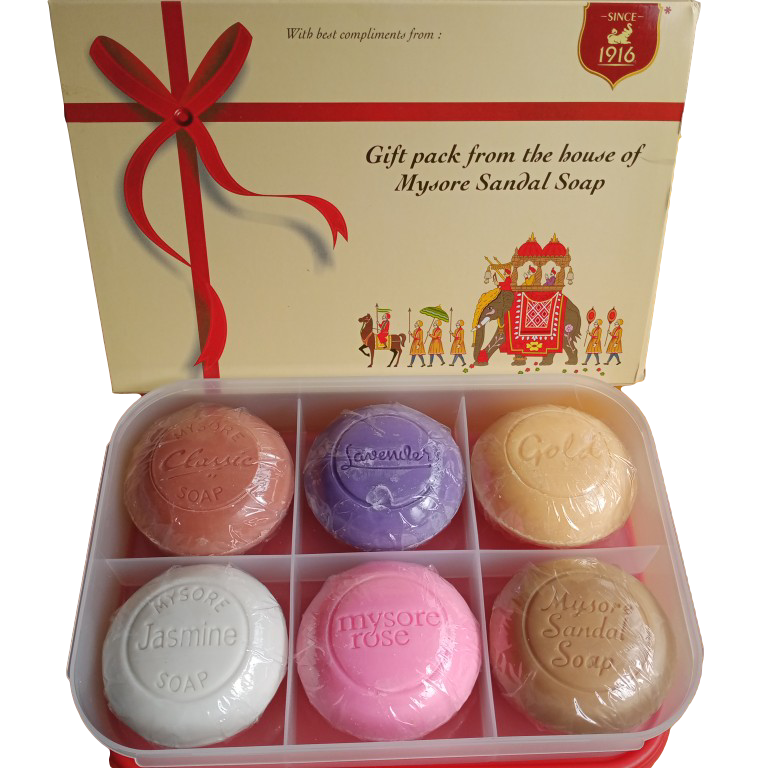 With best compliments from :
–SINCE–
1916
*
Gift pack from the house of
Mysore Sandal Soap
MYSORE
Classic
SOAP
Lavender
Gold
MYSORE
Jasmine
SOAP
mysore
rose
Mysore
Sandal
Soap